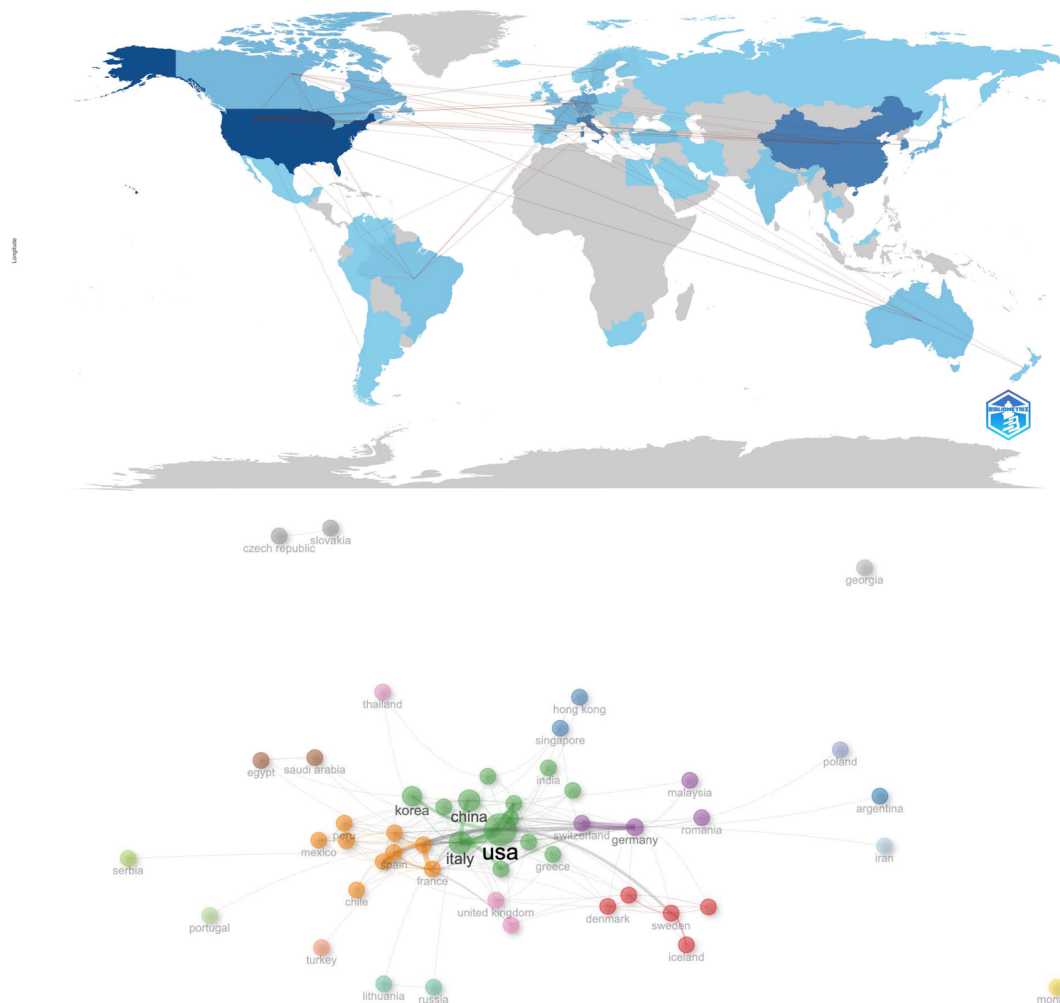 Longitude
BIBLIOMETRIX
czech republic
slovakia
georgia
thailand
hong kong
singapore
egypt
saudi arabia
india
poland
malaysia
argentina
korea
china
peru
switzerland
germany
romania
mexico
usa
spain
italy
iran
serbia
france
greece
chile
united kingdom
denmark
sweden
portugal
turkey
iceland
lithuania
russia
mon